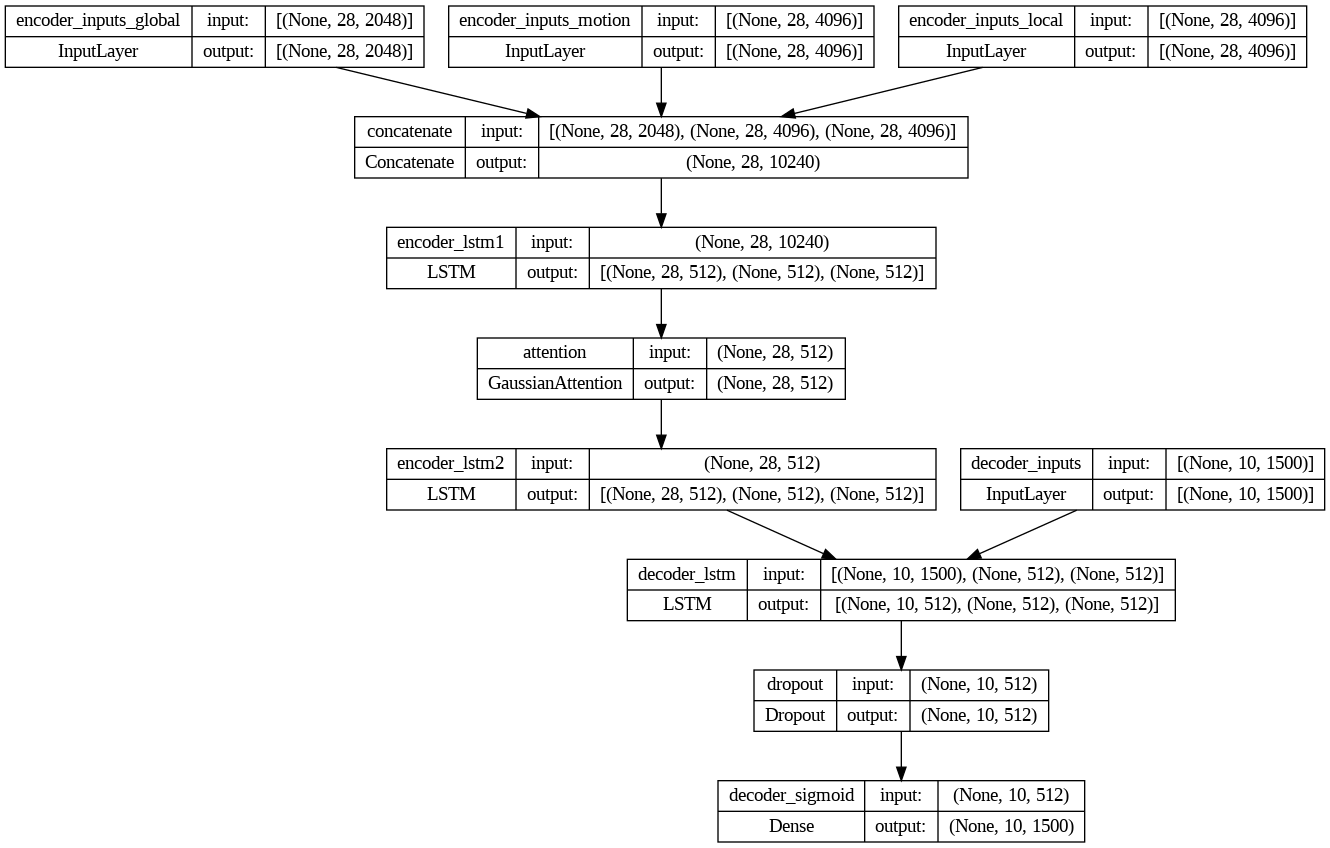 encoder_inputs_global input: [(None, 28, 2048)]
InputLayer output: [(None, 28, 2048)]
encoder_inputs_motion input: [(None, 28, 4096)]
InputLayer output: [(None, 28, 4096)]
encoder_inputs_local input: [(None, 28, 4096)]
InputLayer output: [(None, 28, 4096)]
concatenate input: [(None, 28, 2048), (None, 28, 4096), (None, 28, 4096)]
Concatenate output: (None, 28, 10240)
encoder_lstm1 input: (None, 28, 10240)
LSTM output: [(None, 28, 512), (None, 512), (None, 512)]
attention input: (None, 28, 512)
GaussianAttention output: (None, 28, 512)
encoder_lstm2 input: (None, 28, 512)
LSTM output: [(None, 28, 512), (None, 512), (None, 512)]
decoder_inputs input: [(None, 10, 1500)]
InputLayer output: [(None, 10, 1500)]
decoder_lstm input: [(None, 10, 1500), (None, 512), (None, 512)]
LSTM output: [(None, 10, 512), (None, 512), (None, 512)]
dropout input: (None, 10, 512)
Dropout output: (None, 10, 512)
decoder_sigmoid input: (None, 10, 512)
Dense output: (None, 10, 1500)